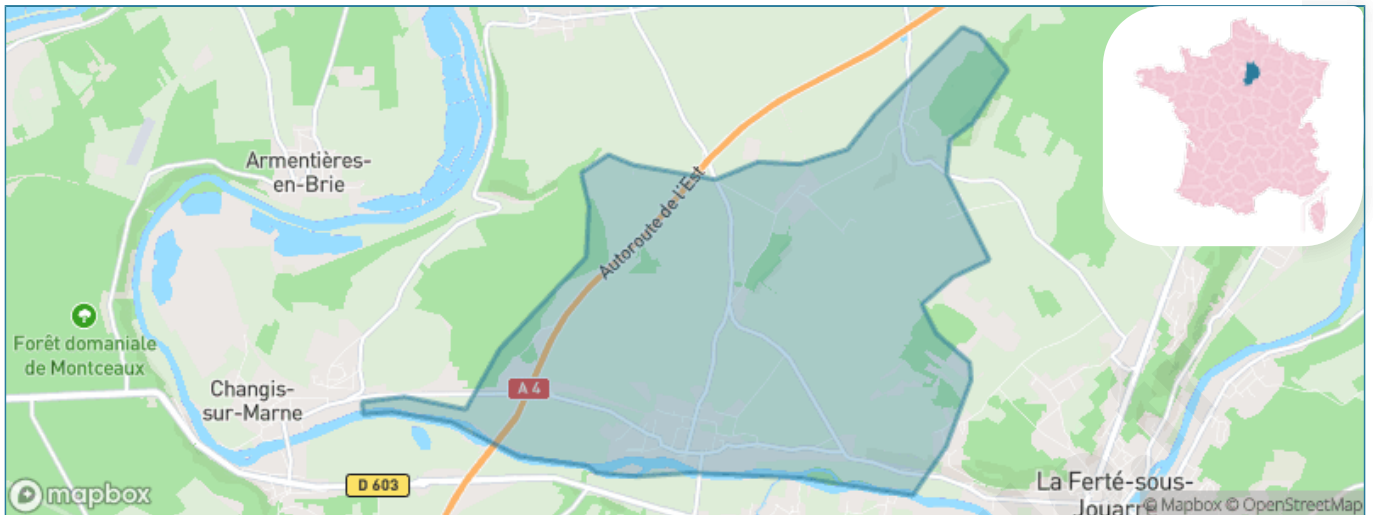 Armentières-
en-Brie
Autoroute de l'Est
Forêt domaniale
de Montceaux
Changis-
sur-Marne
A 4
D 603
La Ferté-sous-
Jouarre
mapbox
© Mapbox © OpenStreetMap